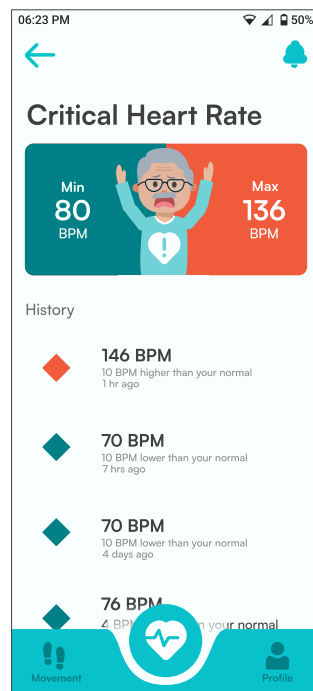 06:23 PM
50%
Critical Heart Rate
Min
80
BPM
Max
136
BPM
History
146 BPM
10 BPM higher than your normal
1 hr ago
70 BPM
10 BPM lower than your normal
7 hrs ago
70 BPM
10 BPM lower than your normal
4 days ago
76 BPM
4 BPM your normal
Movement
Profile